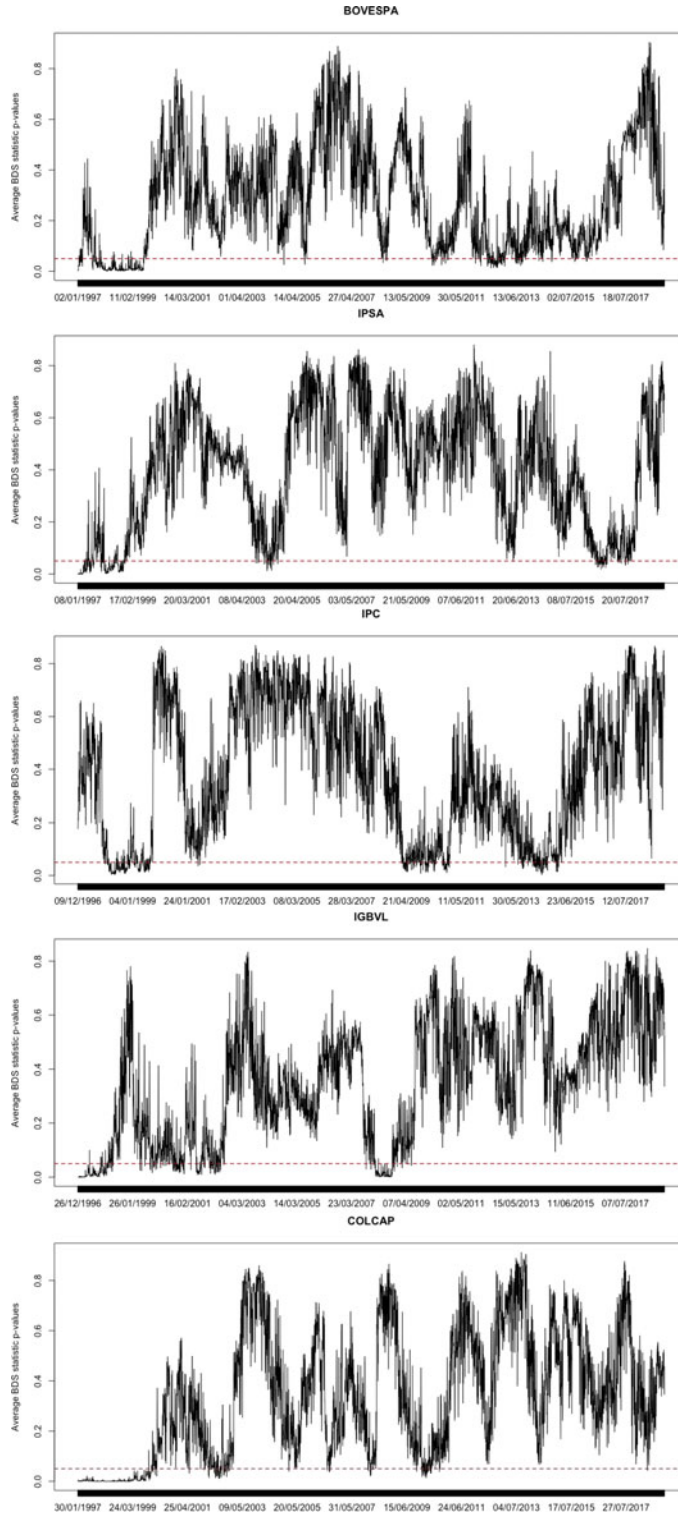 BOVESPA
Average BDS statistic p-values
0.8
0.6
0.4
0.2
0.0
02/01/1997 11/02/1999 14/03/2001 01/04/2003 14/04/2005 27/04/2007 13/05/2009 30/05/2011 13/06/2013 02/07/2015 18/07/2017
IPSA
Average BDS statistic p-values
0.8
0.6
0.4
0.2
0.0
08/01/1997 17/02/1999 20/03/2001 08/04/2003 20/04/2005 03/05/2007 21/05/2009 07/06/2011 20/06/2013 08/07/2015 20/07/2017
IPC
Average BDS statistic p-values
0.8
0.6
0.4
0.2
0.0
09/12/1996 04/01/1999 24/01/2001 17/02/2003 08/03/2005 28/03/2007 21/04/2009 11/05/2011 30/05/2013 23/06/2015 12/07/2017
IGBVL
Average BDS statistic p-values
0.8
0.6
0.4
0.2
0.0
26/12/1996 26/01/1999 16/02/2001 04/03/2003 14/03/2005 23/03/2007 07/04/2009 02/05/2011 15/05/2013 11/06/2015 07/07/2017
COLCAP
Average BDS statistic p-values
0.8
0.6
0.4
0.2
0.0
30/01/1997 24/03/1999 25/04/2001 09/05/2003 20/05/2005 31/05/2007 15/06/2009 24/06/2011 04/07/2013 17/07/2015 27/07/2017